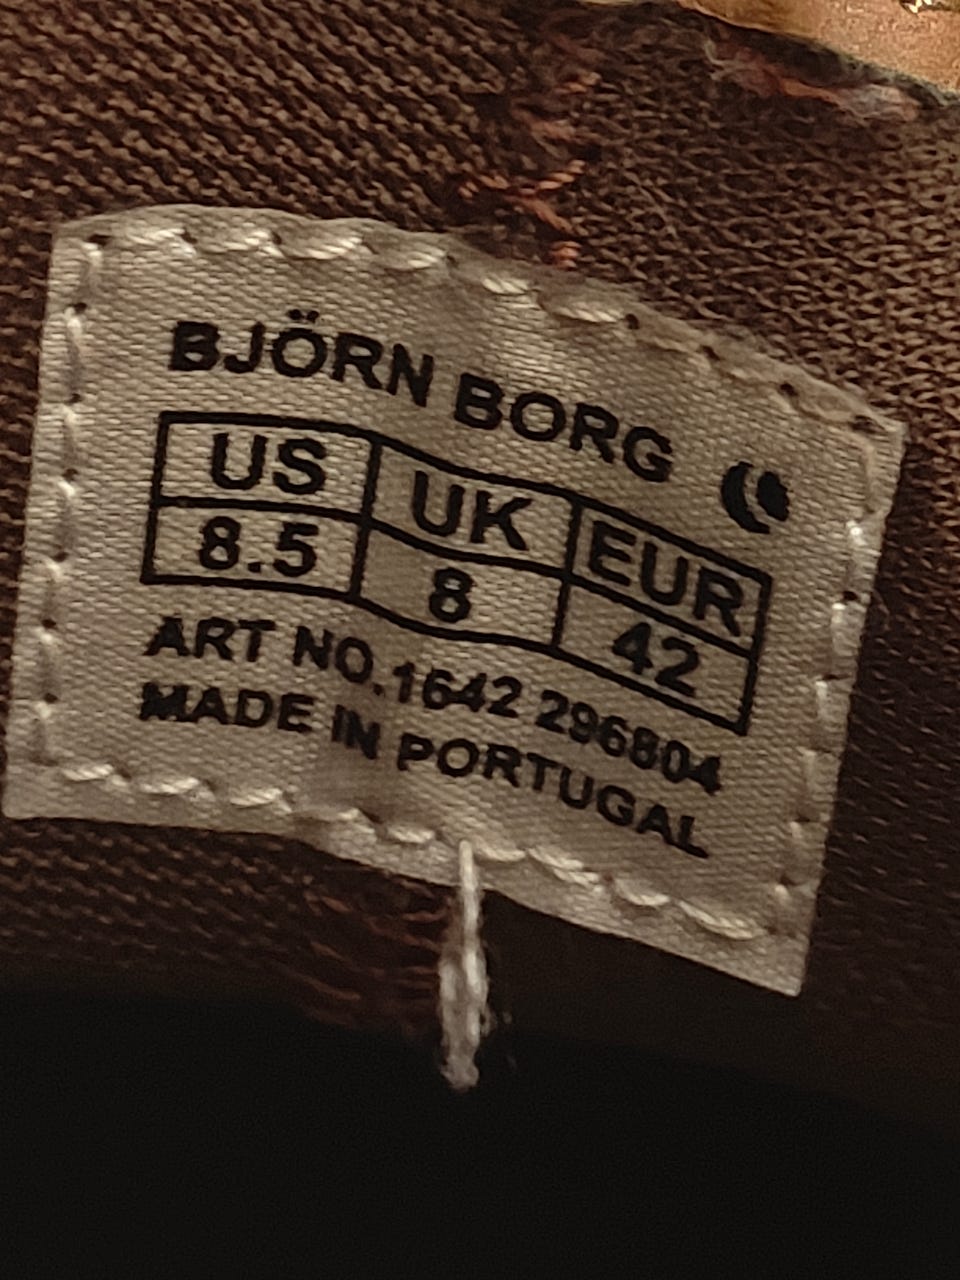 BJÖRN BORG
US UK EUR
8.5 8 42
ART NO.1642 296804
MADE IN PORTUGAL